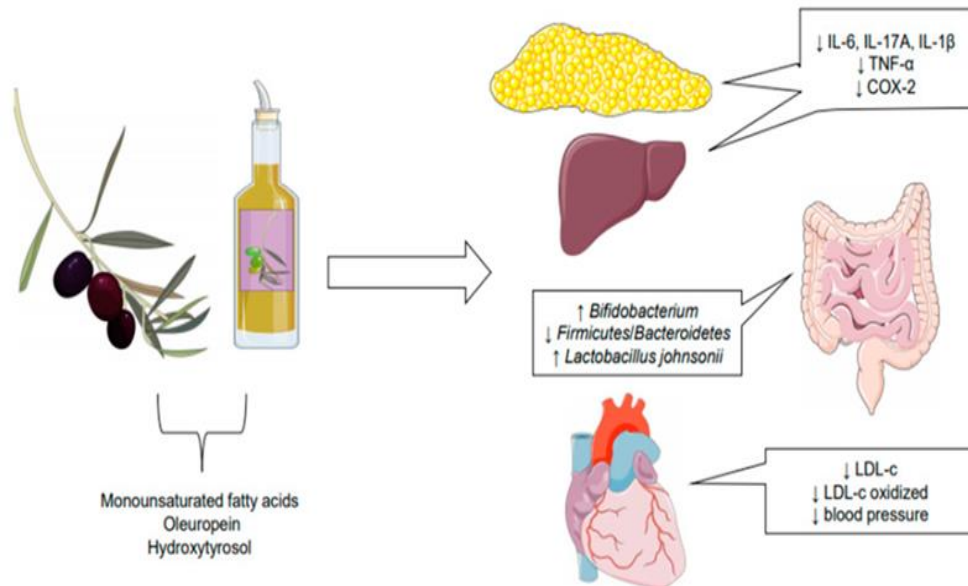 ↓ IL-6, IL-17A, IL-1β
↓ TNF-α
↓ COX-2
↑ Bifidobacterium
↓ Firmicutes/Bacteroidetes
↑ Lactobacillus johnsonii
↓ LDL-c
↓ LDL-c oxidized
↓ blood pressure
Monounsaturated fatty acids
Oleuropein
Hydroxytyrosol